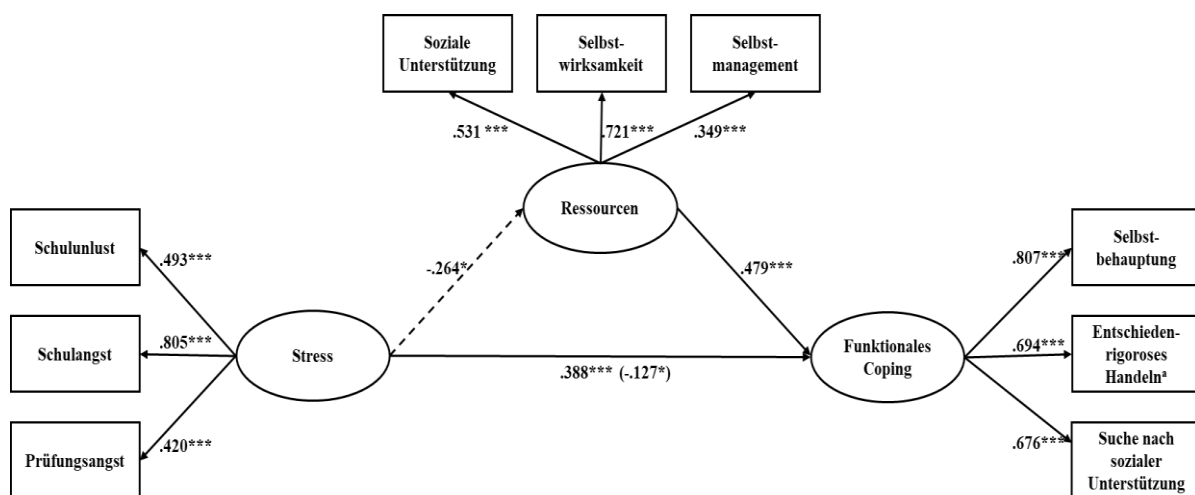 Soziale
Unterstützung
Selbst-
wirksamkeit
Selbst-
management
.531 ***
.721***
.349***
Ressourcen
Schulunlust
.493***
-.264*
.479***
.807***
Selbst-
behauptung
Schulangst
.805***
Stress
.388*** (-.127*)
Funktionales
Coping
.694***
Entschieden-
rigoroses
Handelnª
Prüfungsangst
.420***
.676***
Suche nach
sozialer
Unterstützung